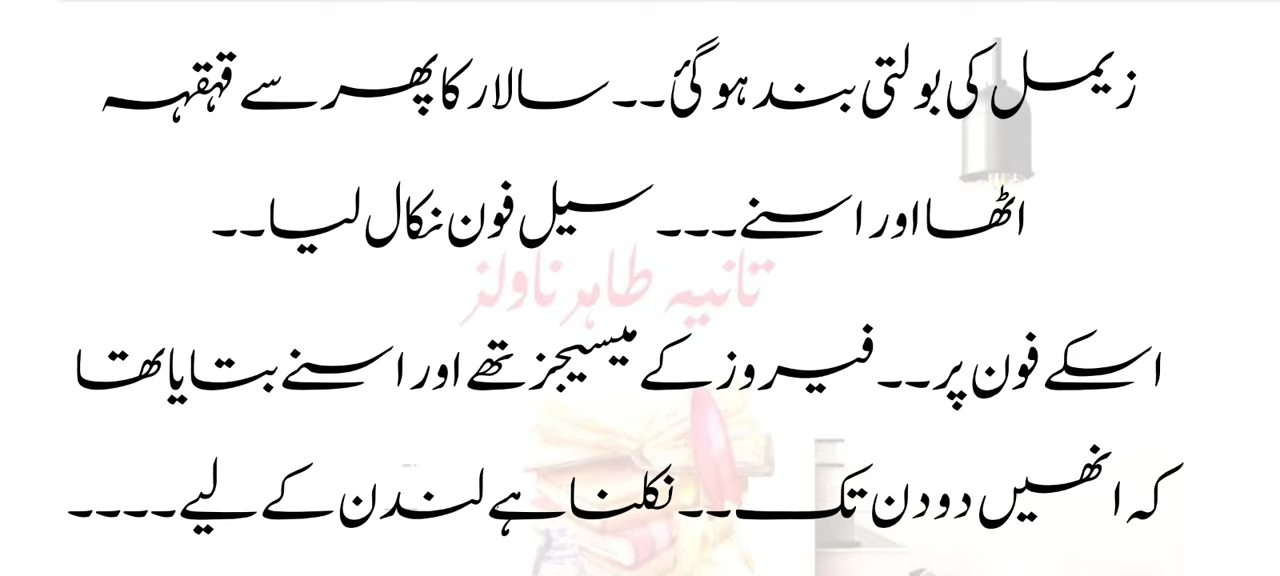 زیمل کی بولتی بند ہو گئی۔۔ سالار کا پھر سے قہقہہ
اٹھا اور اسنے۔۔۔ سیل فون نکال لیا۔۔
تانیہ طاہر ناولز
اسکے فون پر۔۔ فیروز کے میسیجز تھے اور اسنے بتایا تھا
کہ انھیں دو دن تک۔۔۔ نکلنا ہے لندن کے لیے۔۔۔۔